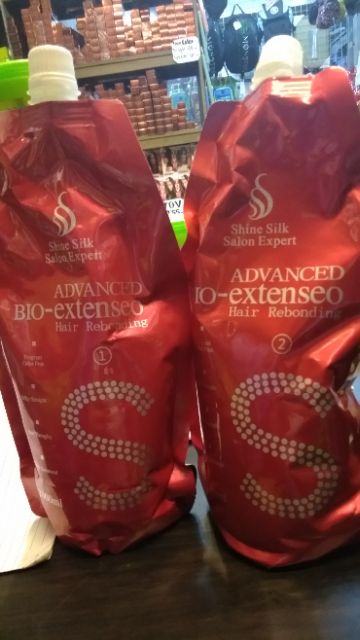 Shine Silk
Salon Expert
ADVANCED
BIO-extenseo
Hair Rebonding
1
S
Shine Silk
Salon Expert
ADVANCED
IO-extenseo
Hair Rebonding
2
S